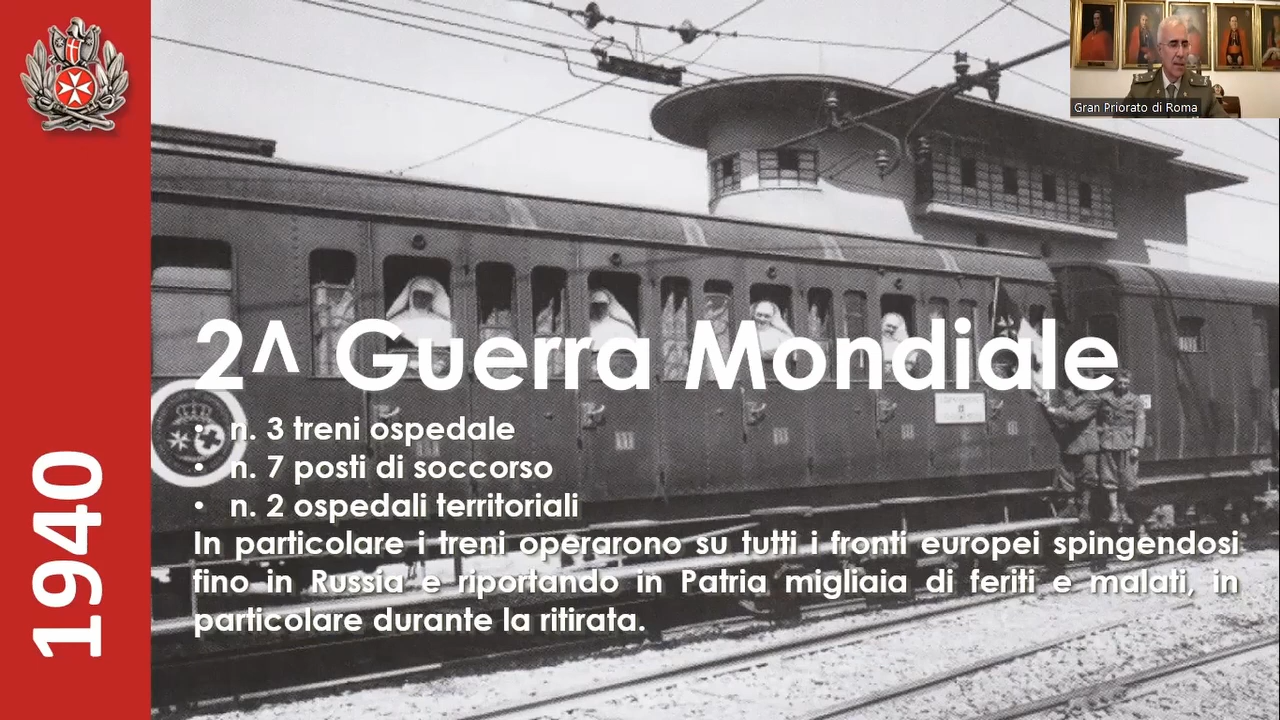 Gran Priorato di Roma
1940
2^ Guerra Mondiale
• n. 3 treni ospedale
• n. 7 posti di soccorso
• n. 2 ospedali territoriali
In particolare i treni operarono su tutti i fronti europei spingendosi
fino in Russia e riportando in Patria migliaia di feriti e malati, in
particolare durante la ritirata.